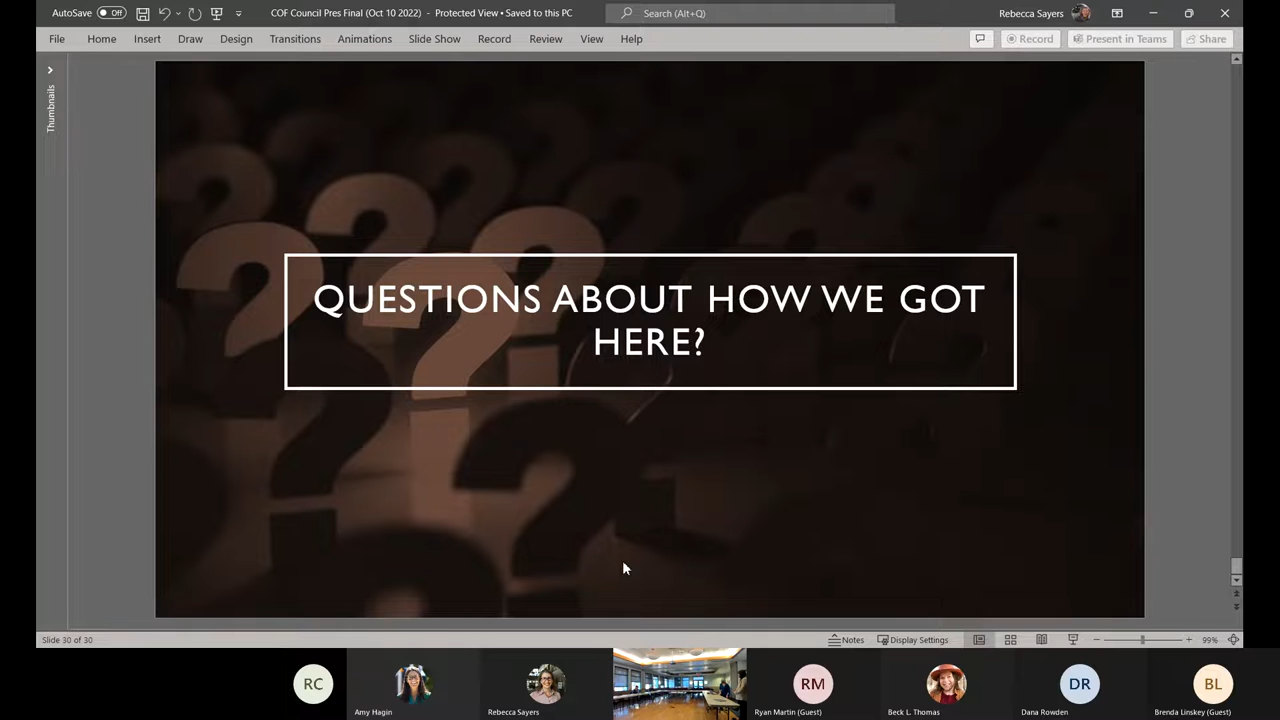 AutoSave Off COF Council Pres Final (Oct 10 2022) - Protected View • Saved to this PC Search (Alt+Q) Rebecca Sayers
File Home Insert Draw Design Transitions Animations Slide Show Record Review View Help Record Present in Teams Share
Thumbnails
QUESTIONS ABOUT HOW WE GOT
HERE?
Slide 30 of 30 Notes Display Settings 99%
RC RM DR BL
Amy Hagin Rebecca Sayers Ryan Martin (Guest) Beck L. Thomas Dana Rowden Brenda Linskey (Guest)